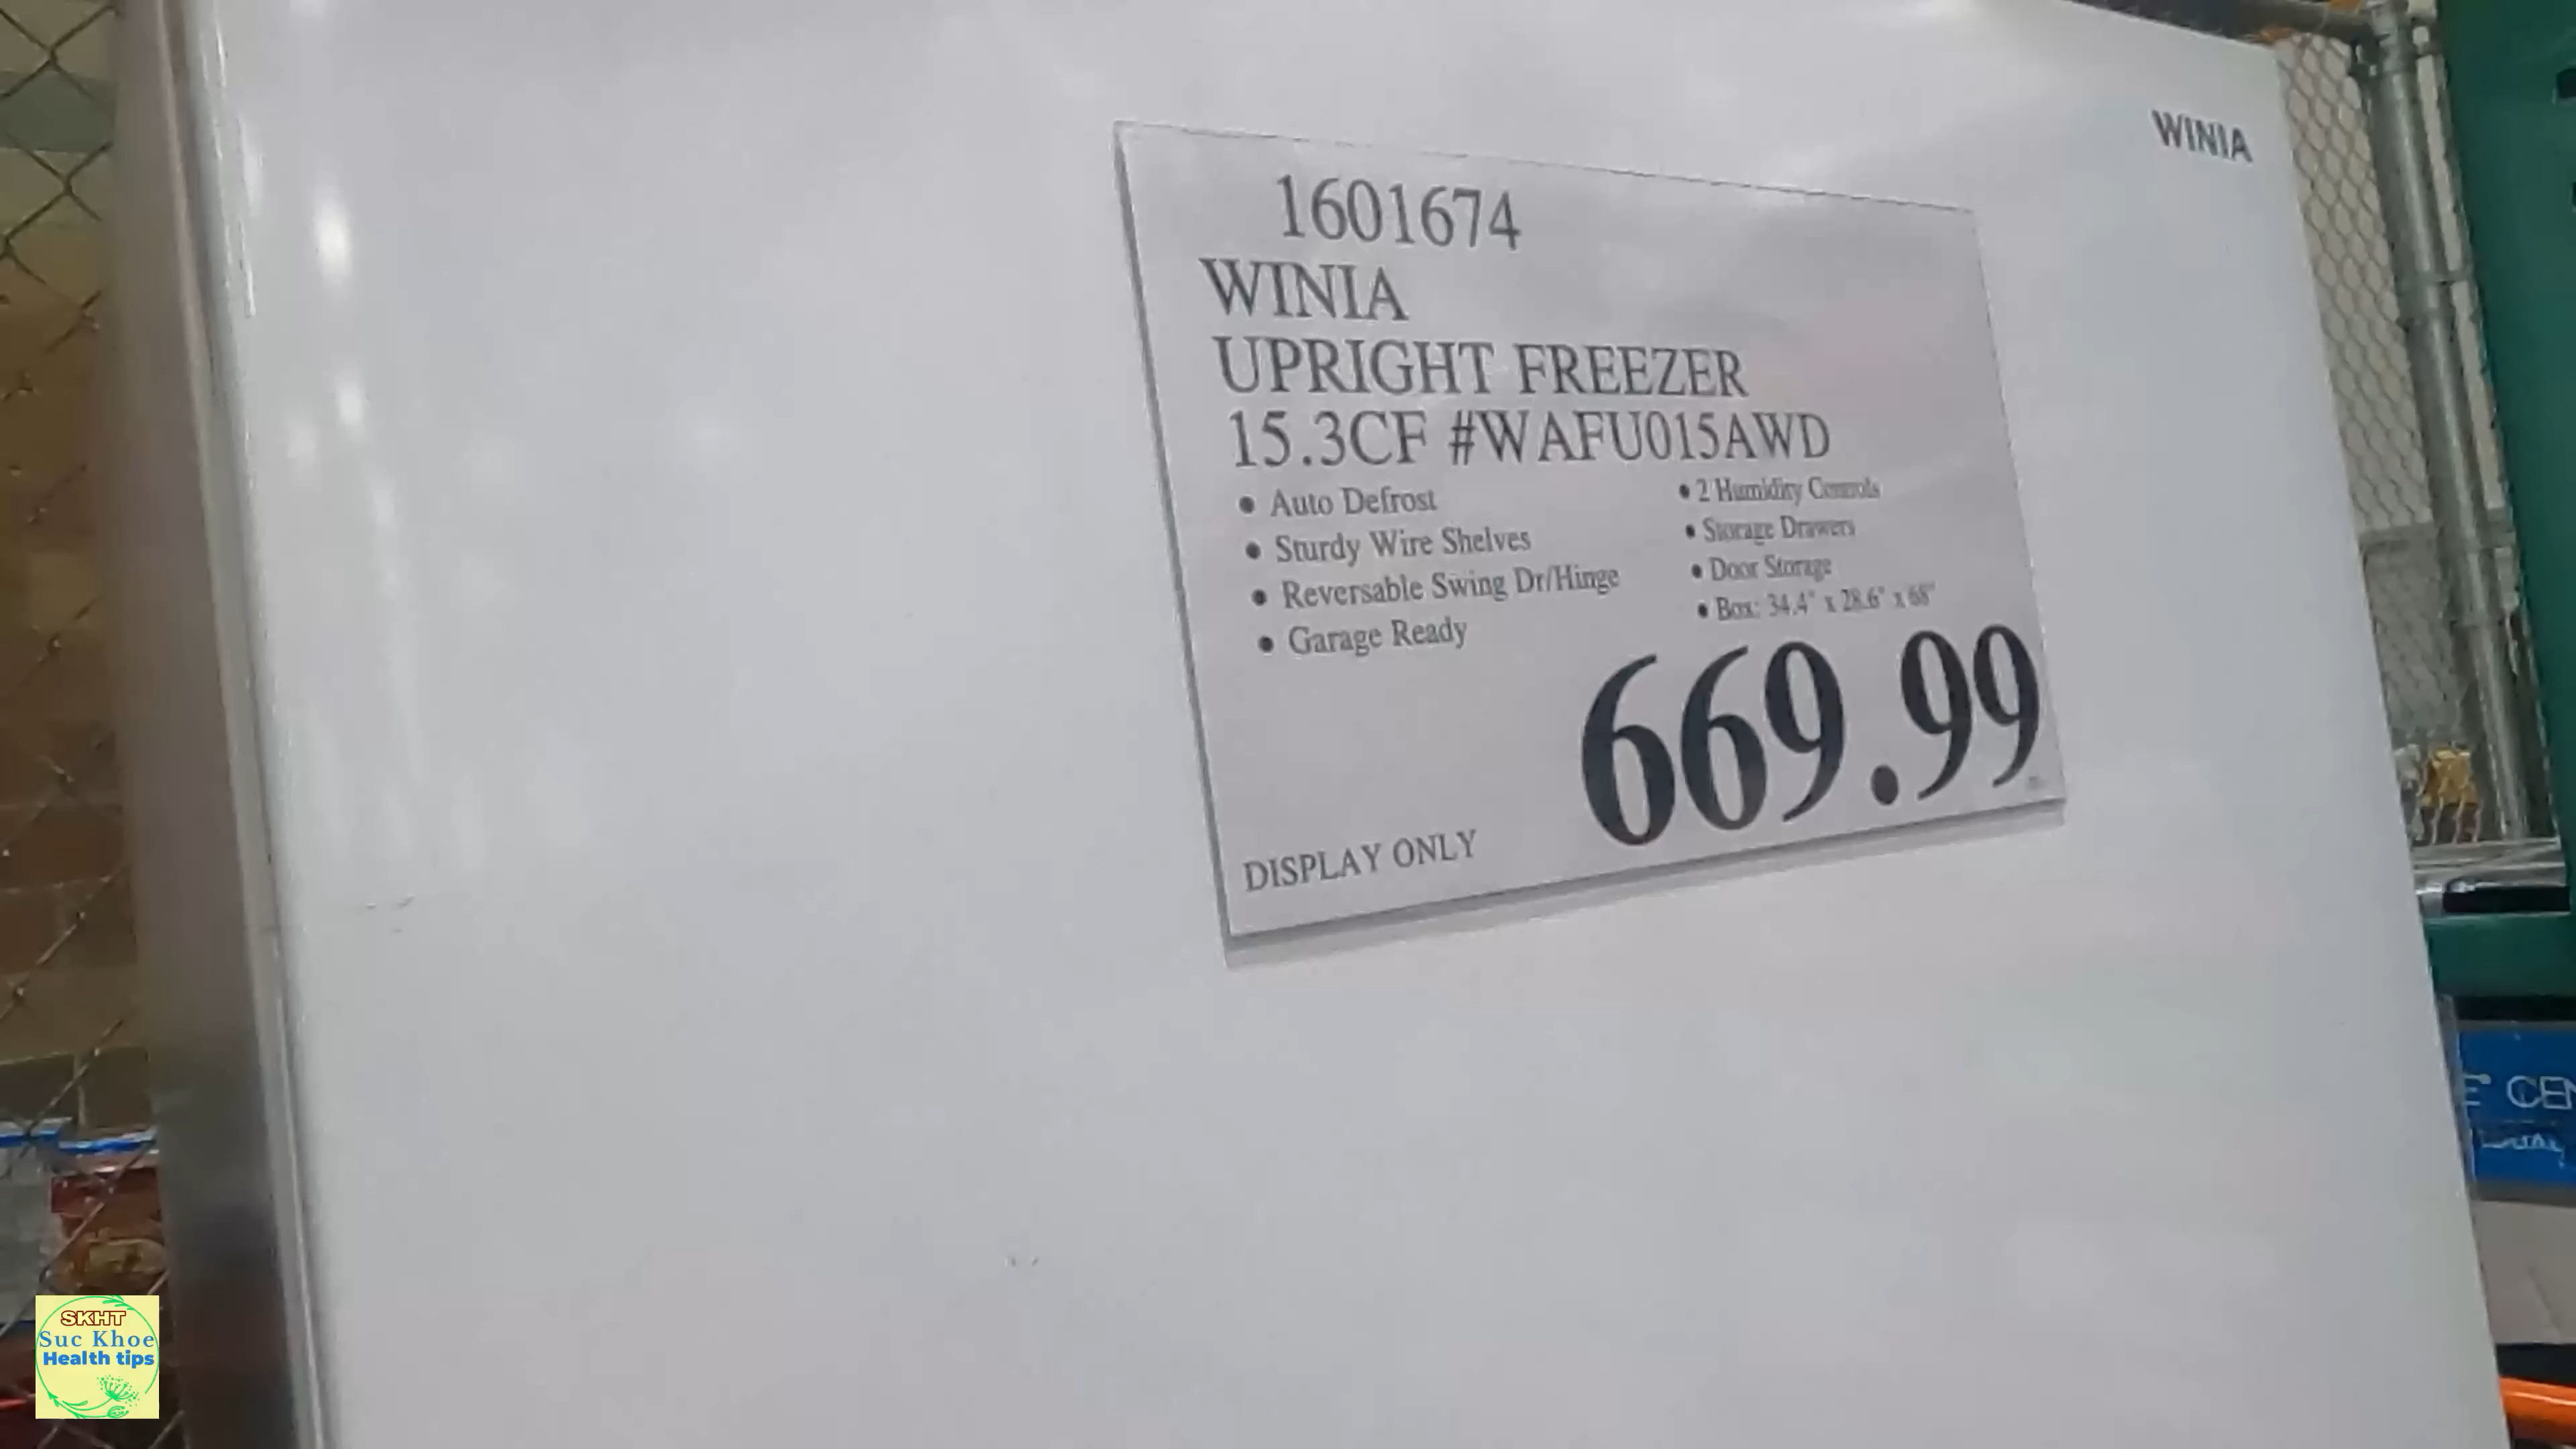 WINIA
1601674
WINIA
UPRIGHT FREEZER
15.3CF #WAFU015AWD
• Auto Defrost
• Sturdy Wire Shelves
• Reversable Swing Dr/Hinge
• Garage Ready
• 2 Humidity Controls
• Storage Drawers
• Door Storage
• Box: 34.4" x 28.6" x 68"
669.99
DISPLAY ONLY
CEN
SKHT
Suc Khoe
Health tips